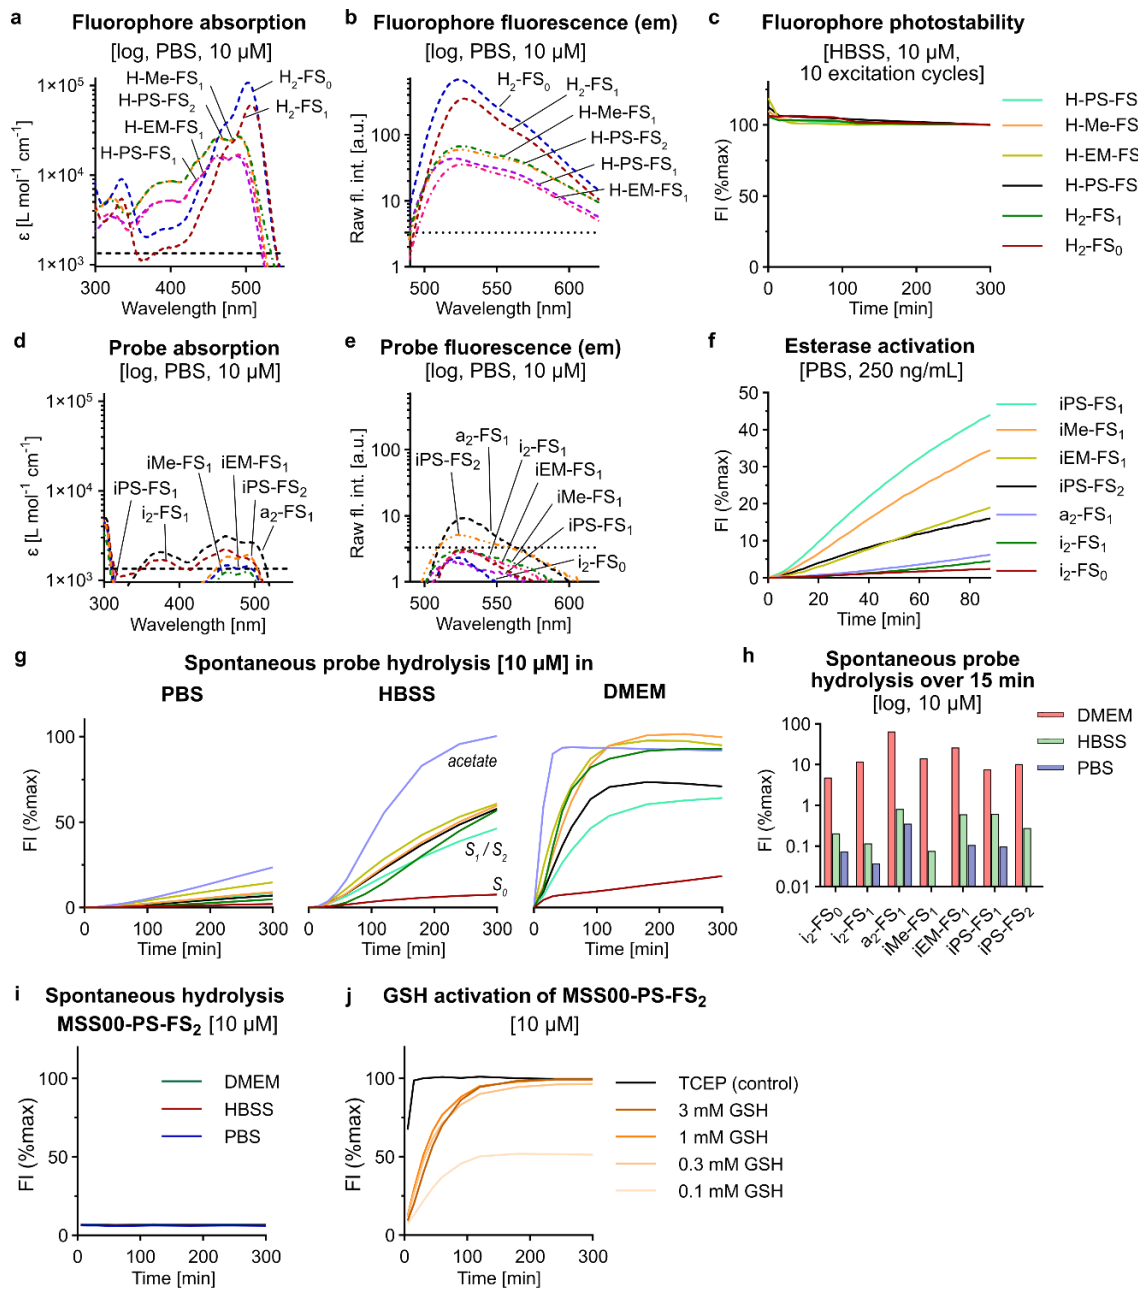 a Fluorophore absorption
[log, PBS, 10 µM]
ε [L mol⁻¹ cm⁻¹]
1×10⁵
1×10⁴
1×10³
H-Me-FS₁
H-PS-FS₂
H-EM-FS₁
H-PS-FS₁
H₂-FS₀
H₂-FS₁
300 400 500
Wavelength [nm]
b Fluorophore fluorescence (em)
[log, PBS, 10 µM]
Raw fl. int. [a.u.]
100
10
1
H₂-FS₀
H₂-FS₁
H-Me-FS₁
H-PS-FS₂
H-PS-FS₁
H-EM-FS₁
500 550 600
Wavelength [nm]
c Fluorophore photostability
[HBSS, 10 µM,
10 excitation cycles]
FI (%max)
100
50
0
0 100 200 300
Time [min]
H-PS-FS
H-Me-FS
H-EM-FS
H-PS-FS
H₂-FS₁
H₂-FS₀
d Probe absorption
[log, PBS, 10 µM]
ε [L mol⁻¹ cm⁻¹]
1×10⁵
1×10⁴
1×10³
iMe-FS₁
iEM-FS₁
iPS-FS₁
iPS-FS₂
i₂-FS₁
a₂-FS₁
300 400 500
Wavelength [nm]
e Probe fluorescence (em)
[log, PBS, 10 µM]
Raw fl. int. [a.u.]
100
10
1
a₂-FS₁
i₂-FS₁
iPS-FS₂
iEM-FS₁
iMe-FS₁
iPS-FS₁
i₂-FS₀
500 550 600
Wavelength [nm]
f Esterase activation
[PBS, 250 ng/mL]
FI (%max)
50
40
30
20
10
0
0 20 40 60 80
Time [min]
iPS-FS₁
iMe-FS₁
iEM-FS₁
iPS-FS₂
a₂-FS₁
i₂-FS₁
i₂-FS₀
g Spontaneous probe hydrolysis [10 µM] in
PBS HBSS DMEM
FI (%max)
100
50
0
acetate
S₁ / S₂
S₀
0 100 200 300
Time [min]
0 100 200 300
Time [min]
0 100 200 300
Time [min]
h Spontaneous probe
hydrolysis over 15 min
[log, 10 µM]
FI (%max)
100
10
1
0.1
0.01
DMEM
HBSS
PBS
i₂-FS₀
i₂-FS₁
a₂-FS₁
iMe-FS₁
iEM-FS₁
iPS-FS₁
iPS-FS₂
i Spontaneous hydrolysis
MSS00-PS-FS₂ [10 µM]
FI (%max)
100
50
0
DMEM
HBSS
PBS
0 100 200 300
Time [min]
j GSH activation of MSS00-PS-FS₂
[10 µM]
FI (%max)
100
50
0
0 100 200 300
Time [min]
TCEP (control)
3 mM GSH
1 mM GSH
0.3 mM GSH
0.1 mM GSH